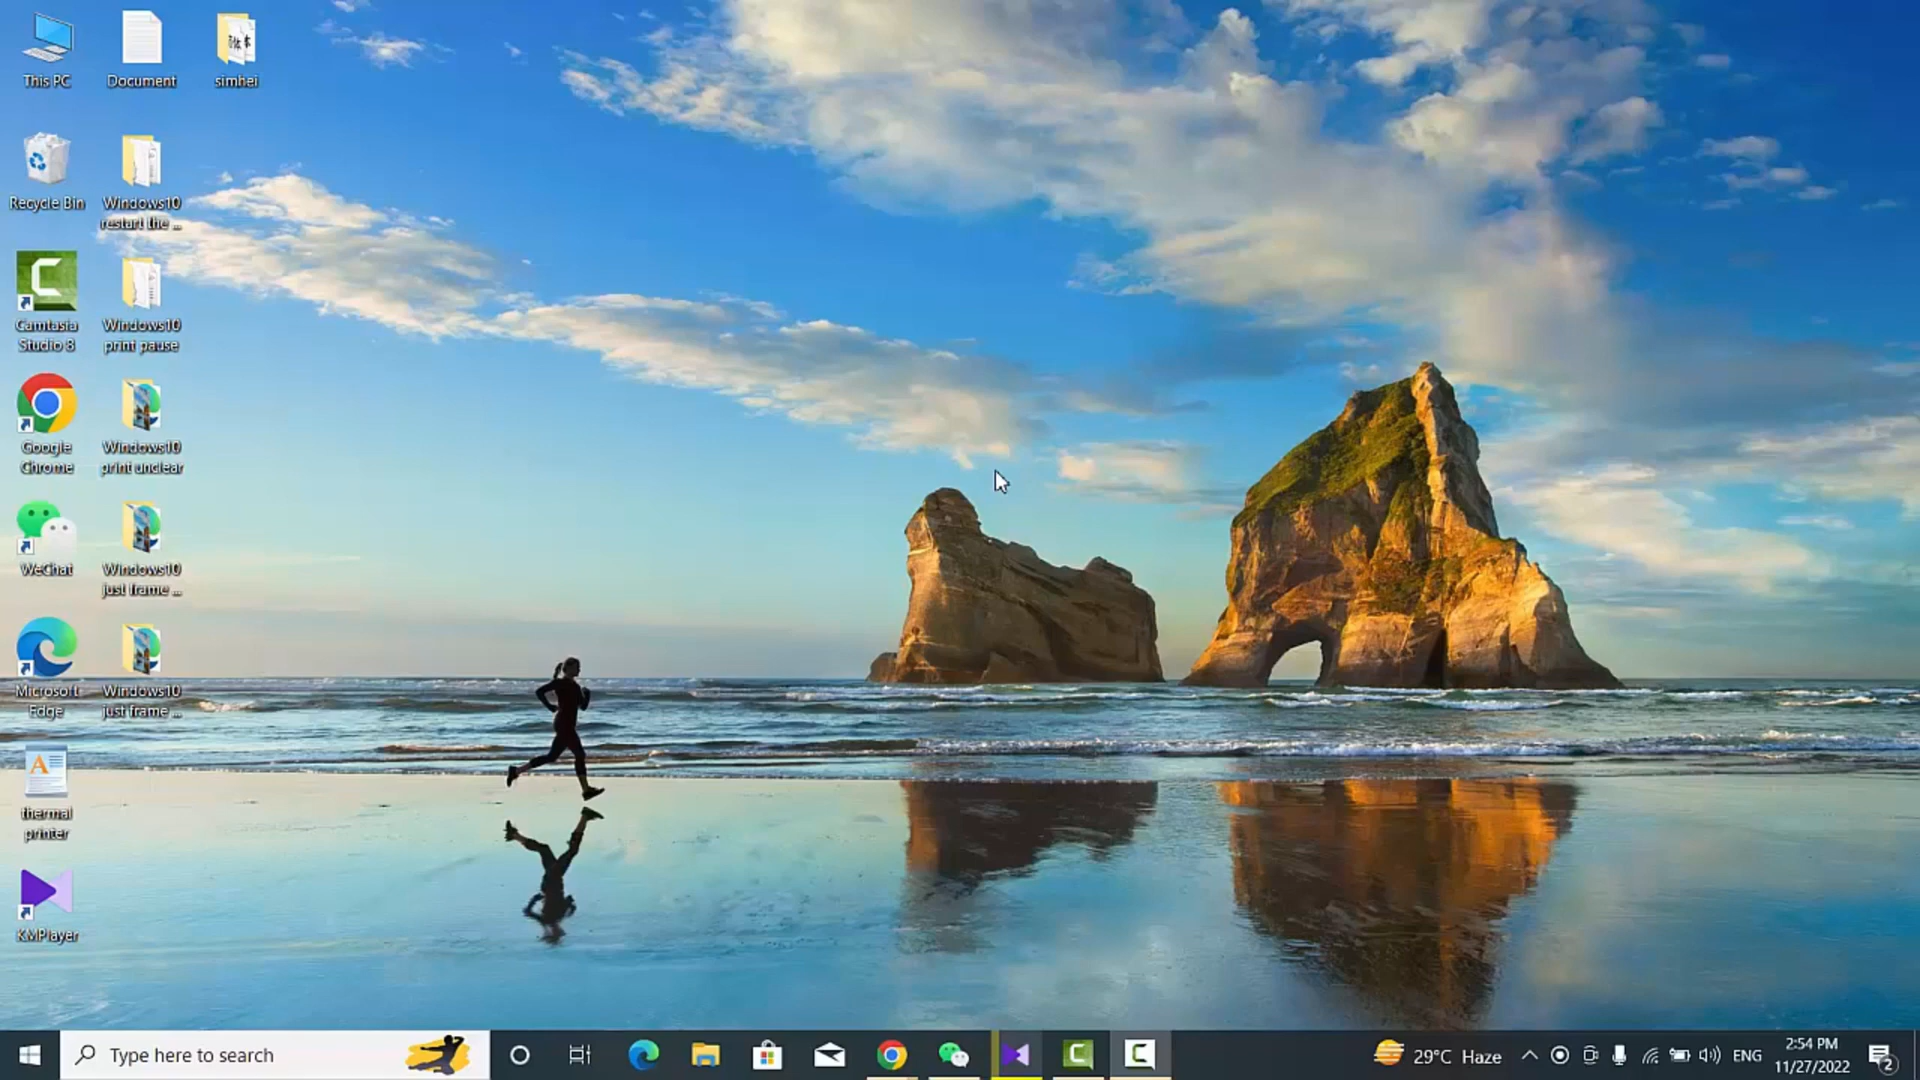 This PC
Document
simhei
Recycle Bin
Windows10
restart the ...
Camtasia
Studio 8
Windows10
print pause
Google
Chrome
Windows10
print unclear
WeChat
Windows10
just frame ...
Microsoft
Edge
Windows10
just frame ...
thermal
printer
KMPlayer
Type here to search
29°C Haze
ENG
2:54 PM
11/27/2022
2